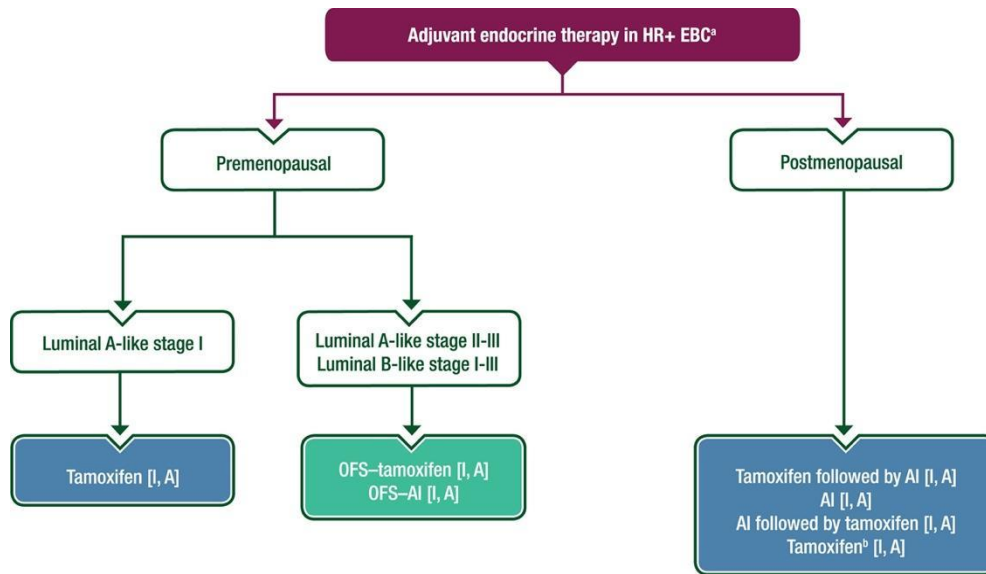 Adjuvant endocrine therapy in HR+ EBCᵃ
Premenopausal
Postmenopausal
Luminal A-like stage I
Luminal A-like stage II-III
Luminal B-like stage I-III
Tamoxifen [I, A]
OFS–tamoxifen [I, A]
OFS–AI [I, A]
Tamoxifen followed by AI [I, A]
AI [I, A]
AI followed by tamoxifen [I, A]
Tamoxifenᵇ [I, A]